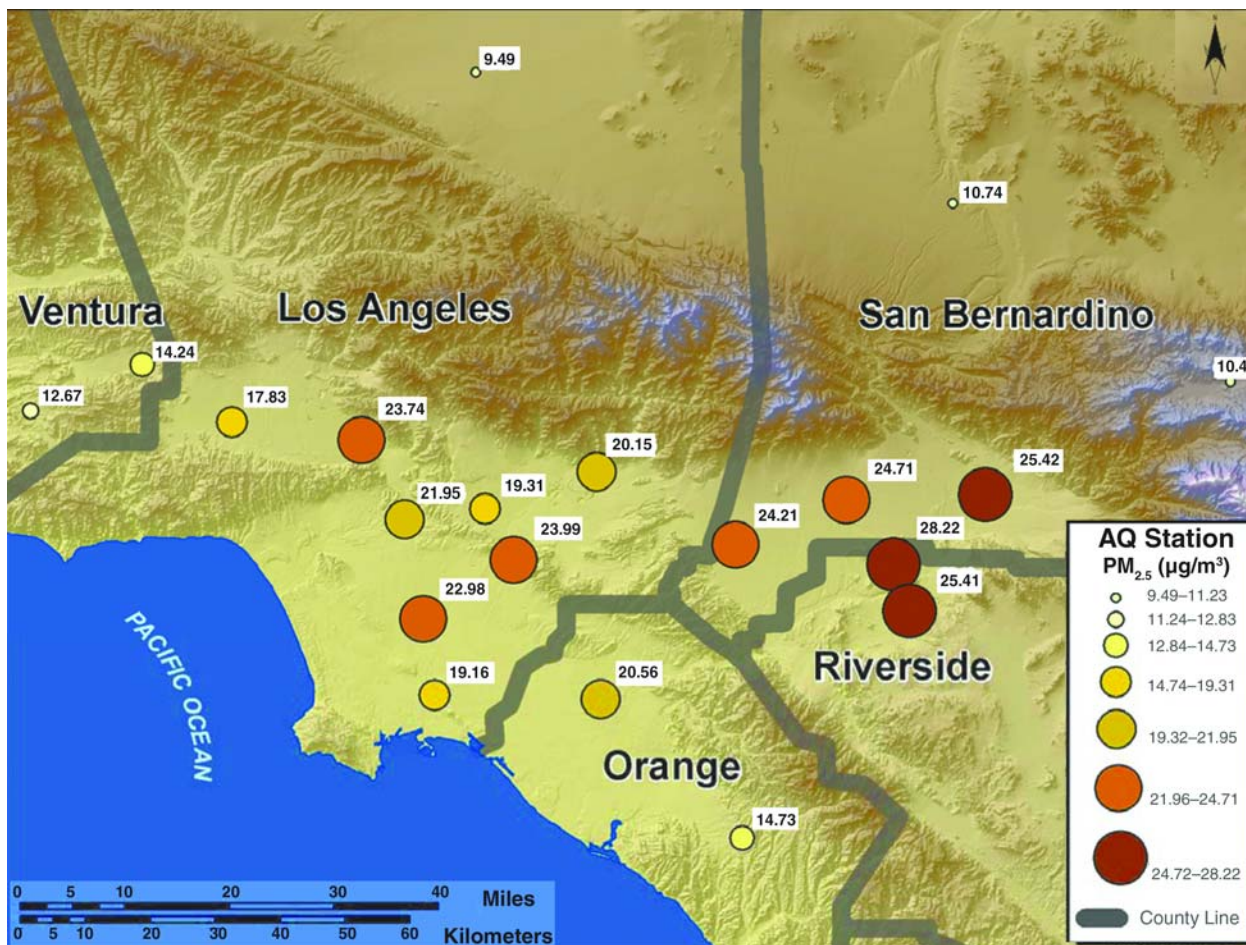 N
9.49
10.74
Ventura
Los Angeles
San Bernardino
14.24
10.4
12.67
17.83
23.74
20.15
24.71
25.42
21.95
19.31
24.21
28.22
23.99
25.41
22.98
Riverside
19.16
20.56
Orange
14.73
PACIFIC OCEAN
AQ Station
PM2.5 (µg/m³)
9.49–11.23
11.24–12.83
12.84–14.73
14.74–19.31
19.32–21.95
21.96–24.71
24.72–28.22
County Line
0 5 10 20 30 40 Miles
0 5 10 20 30 40 50 60 Kilometers